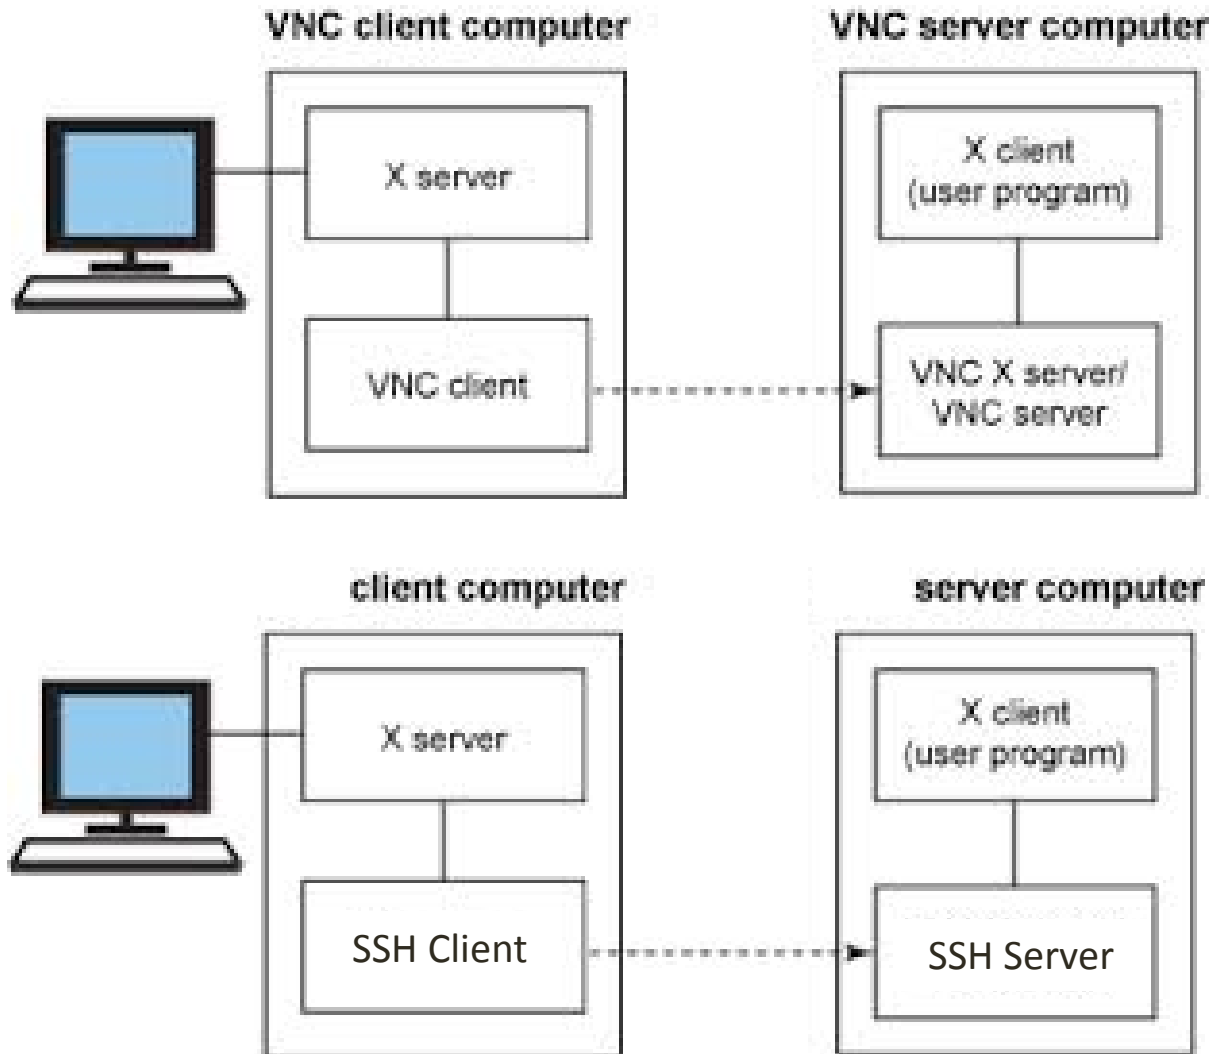 VNC client computer
VNC server computer
X server
X client
(user program)
VNC client
VNC X server/
VNC server
client computer
server computer
X server
X client
(user program)
SSH Client
SSH Server